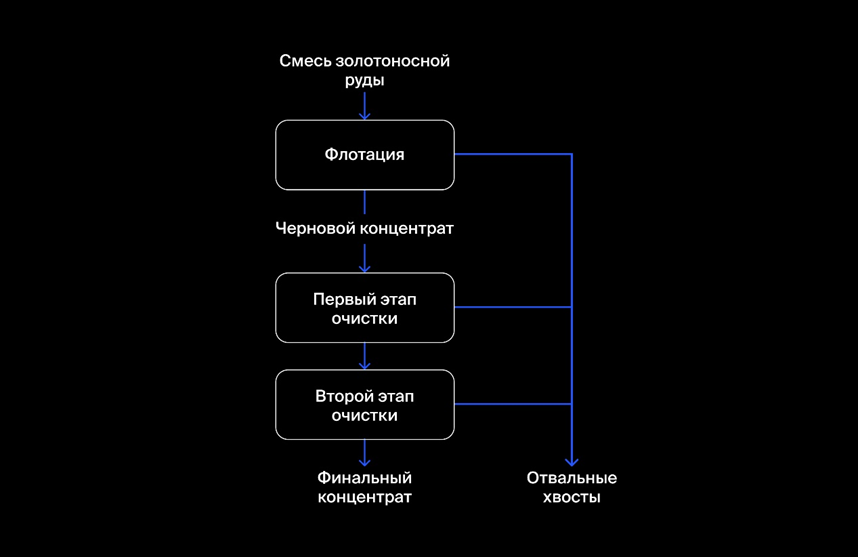 Смесь золотоносной
руды
Флотация
Черновой концентрат
Первый этап
очистки
Второй этап
очистки
Финальный
концентрат
Отвальные
хвосты